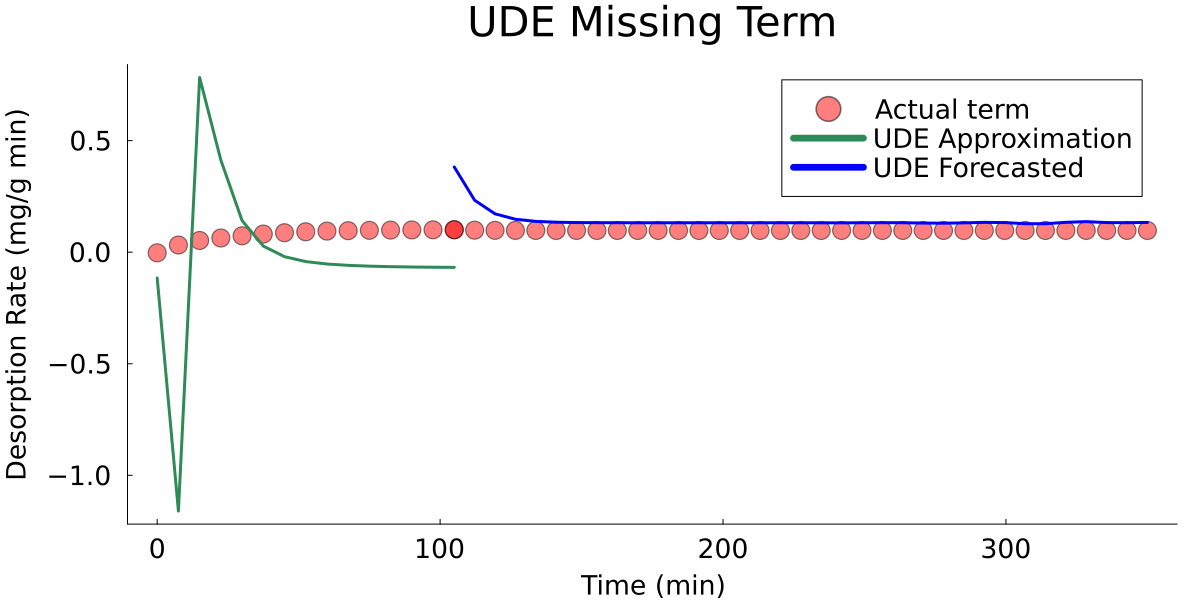 UDE Missing Term
Desorption Rate (mg/g min)
0.5
0.0
−0.5
−1.0
Actual term
UDE Approximation
UDE Forecasted
0 100 200 300
Time (min)